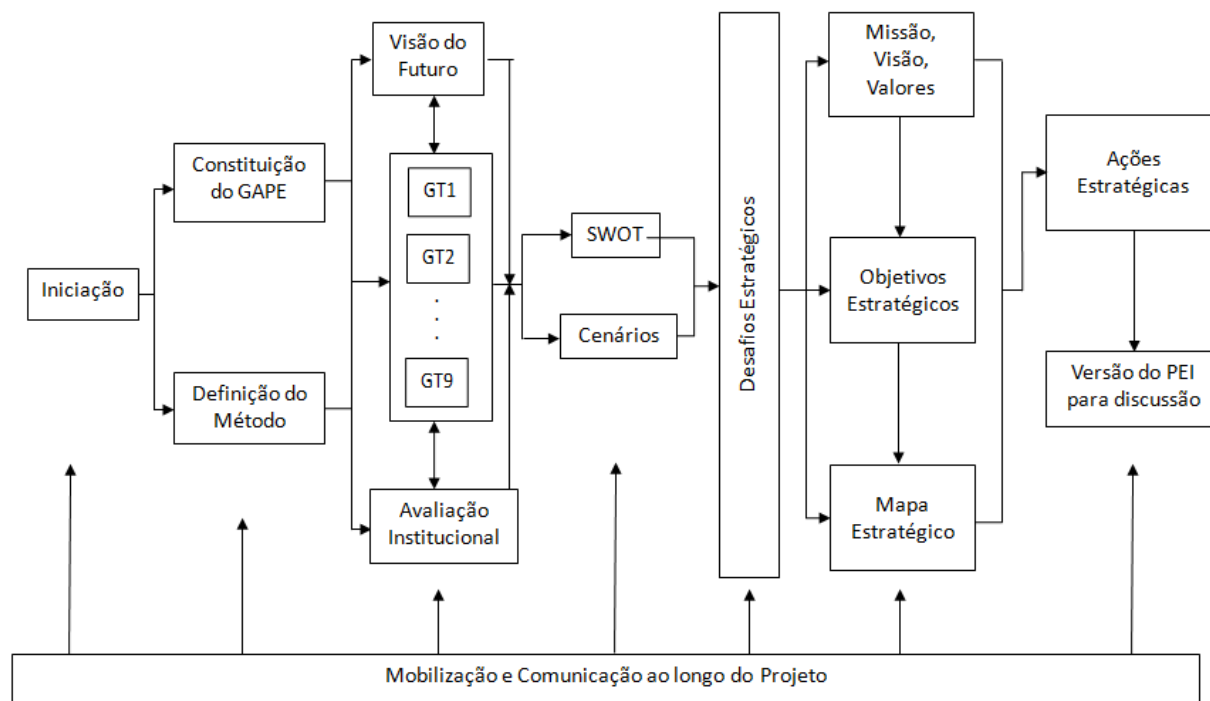 Iniciação
Constituição
do GAPE
Definição do
Método
Visão do
Futuro
GT1
GT2
.
.
.
GT9
Avaliação
Institucional
SWOT
Cenários
Desafios Estratégicos
Missão,
Visão,
Valores
Objetivos
Estratégicos
Mapa
Estratégico
Ações
Estratégicas
Versão do PEI
para discussão
Mobilização e Comunicação ao longo do Projeto